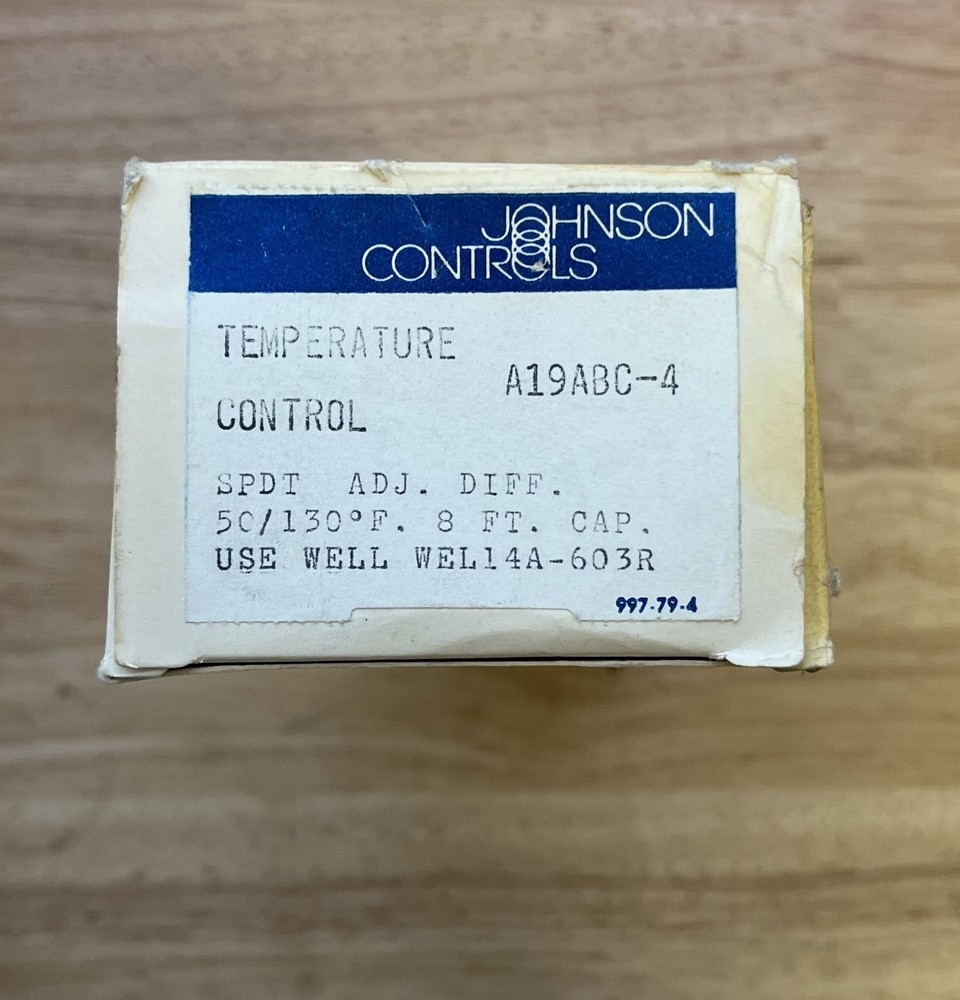 JOHNSON
CONTROLS
TEMPERATURE
A19ABC-4
CONTROL
SPDT ADJ. DIFF.
50/130°F. 8 FT. CAP.
USE WELL WEL14A-603R
997-79-4